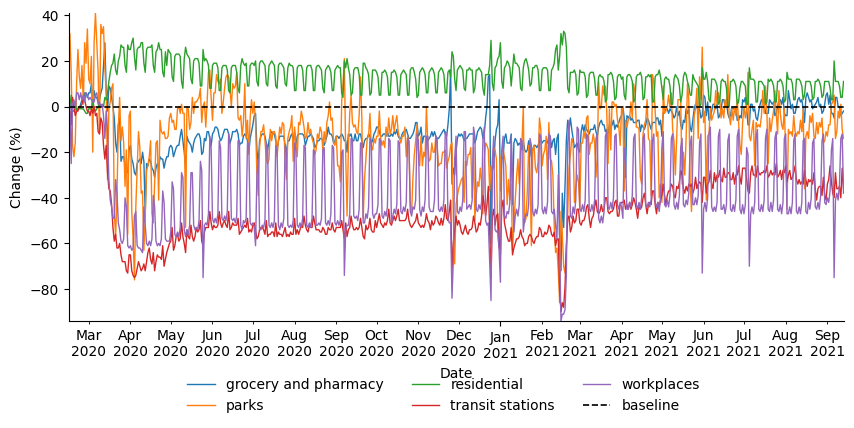 40
20
0
−20
−40
−60
−80
Change (%)
Mar Apr May Jun Jul Aug Sep Oct Nov Dec Jan Feb Mar Apr May Jun Jul Aug Sep
2020 2020 2020 2020 2020 2020 2020 2020 2020 2020 2021 2021 2021 2021 2021 2021 2021 2021 2021
Date
grocery and pharmacy residential workplaces
parks transit stations baseline